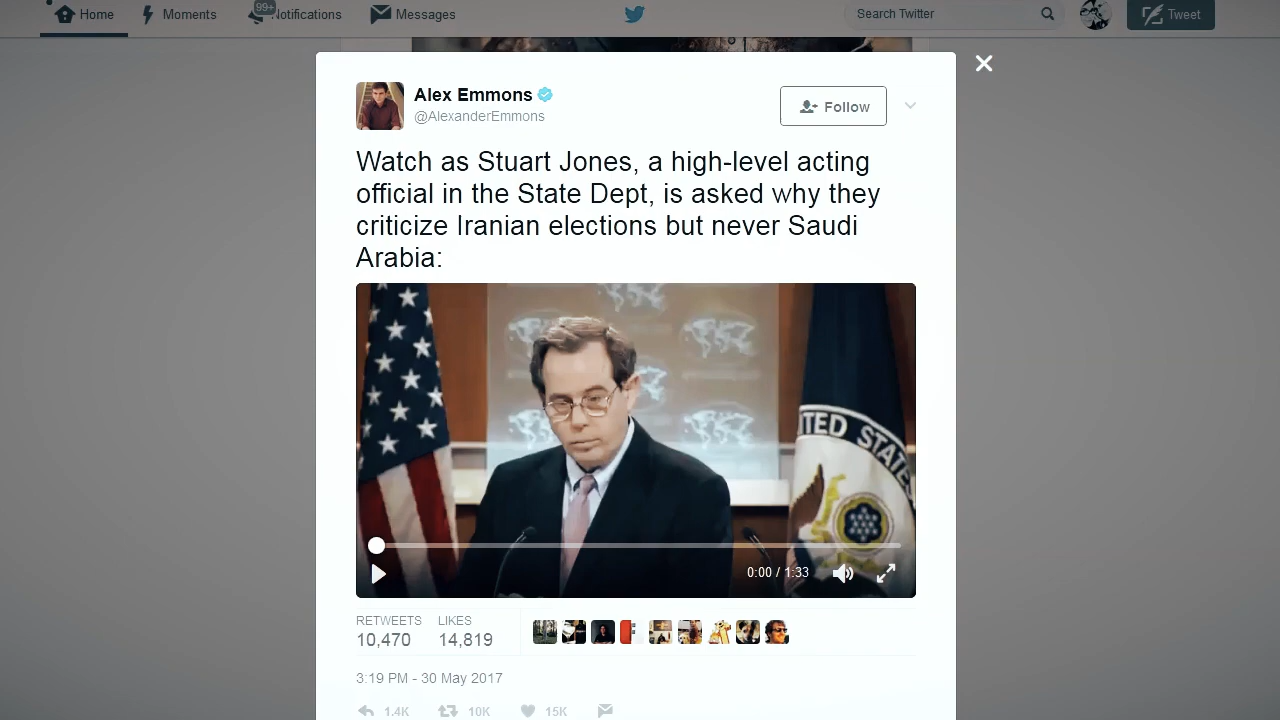 Home Moments 99+ Notifications Messages Search Twitter Tweet
Alex Emmons
@AlexanderEmmons
Follow
Watch as Stuart Jones, a high-level acting
official in the State Dept, is asked why they
criticize Iranian elections but never Saudi
Arabia:
ITED STATES
0:00 / 1:33
RETWEETS LIKES
10,470 14,819
3:19 PM - 30 May 2017
1.4K 10K 15K